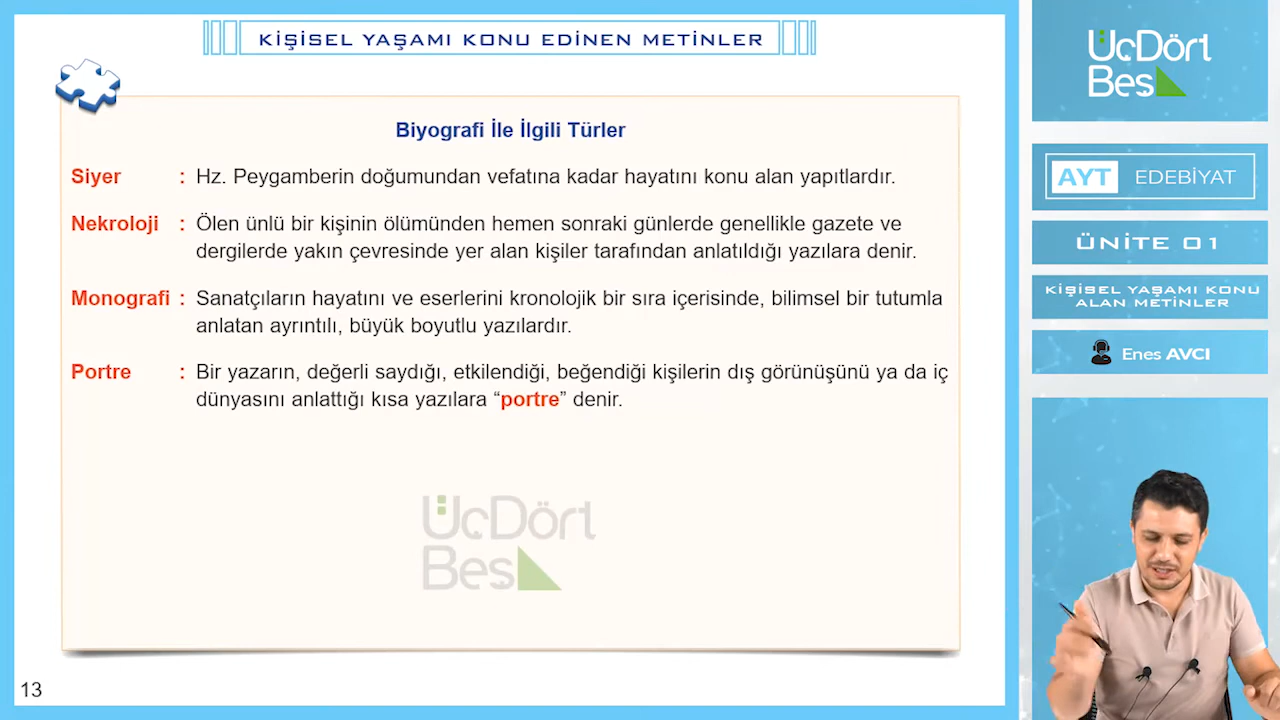 KİŞİSEL YAŞAMI KONU EDİNEN METİNLER
Biyografi İle İlgili Türler
Siyer : Hz. Peygamberin doğumundan vefatına kadar hayatını konu alan yapıtlardır.
Nekroloji : Ölen ünlü bir kişinin ölümünden hemen sonraki günlerde genellikle gazete ve
dergilerde yakın çevresinde yer alan kişiler tarafından anlatıldığı yazılara denir.
Monografi : Sanatçıların hayatını ve eserlerini kronolojik bir sıra içerisinde, bilimsel bir tutumla
anlatan ayrıntılı, büyük boyutlu yazılardır.
Portre : Bir yazarın, değerli saydığı, etkilendiği, beğendiği kişilerin dış görünüşünü ya da iç
dünyasını anlattığı kısa yazılara “portre” denir.
ÜçDört
Beş
13
ÜçDört
Beş
AYT EDEBİYAT
ÜNİTE 01
KİŞİSEL YAŞAMI KONU
ALAN METİNLER
Enes AVCI